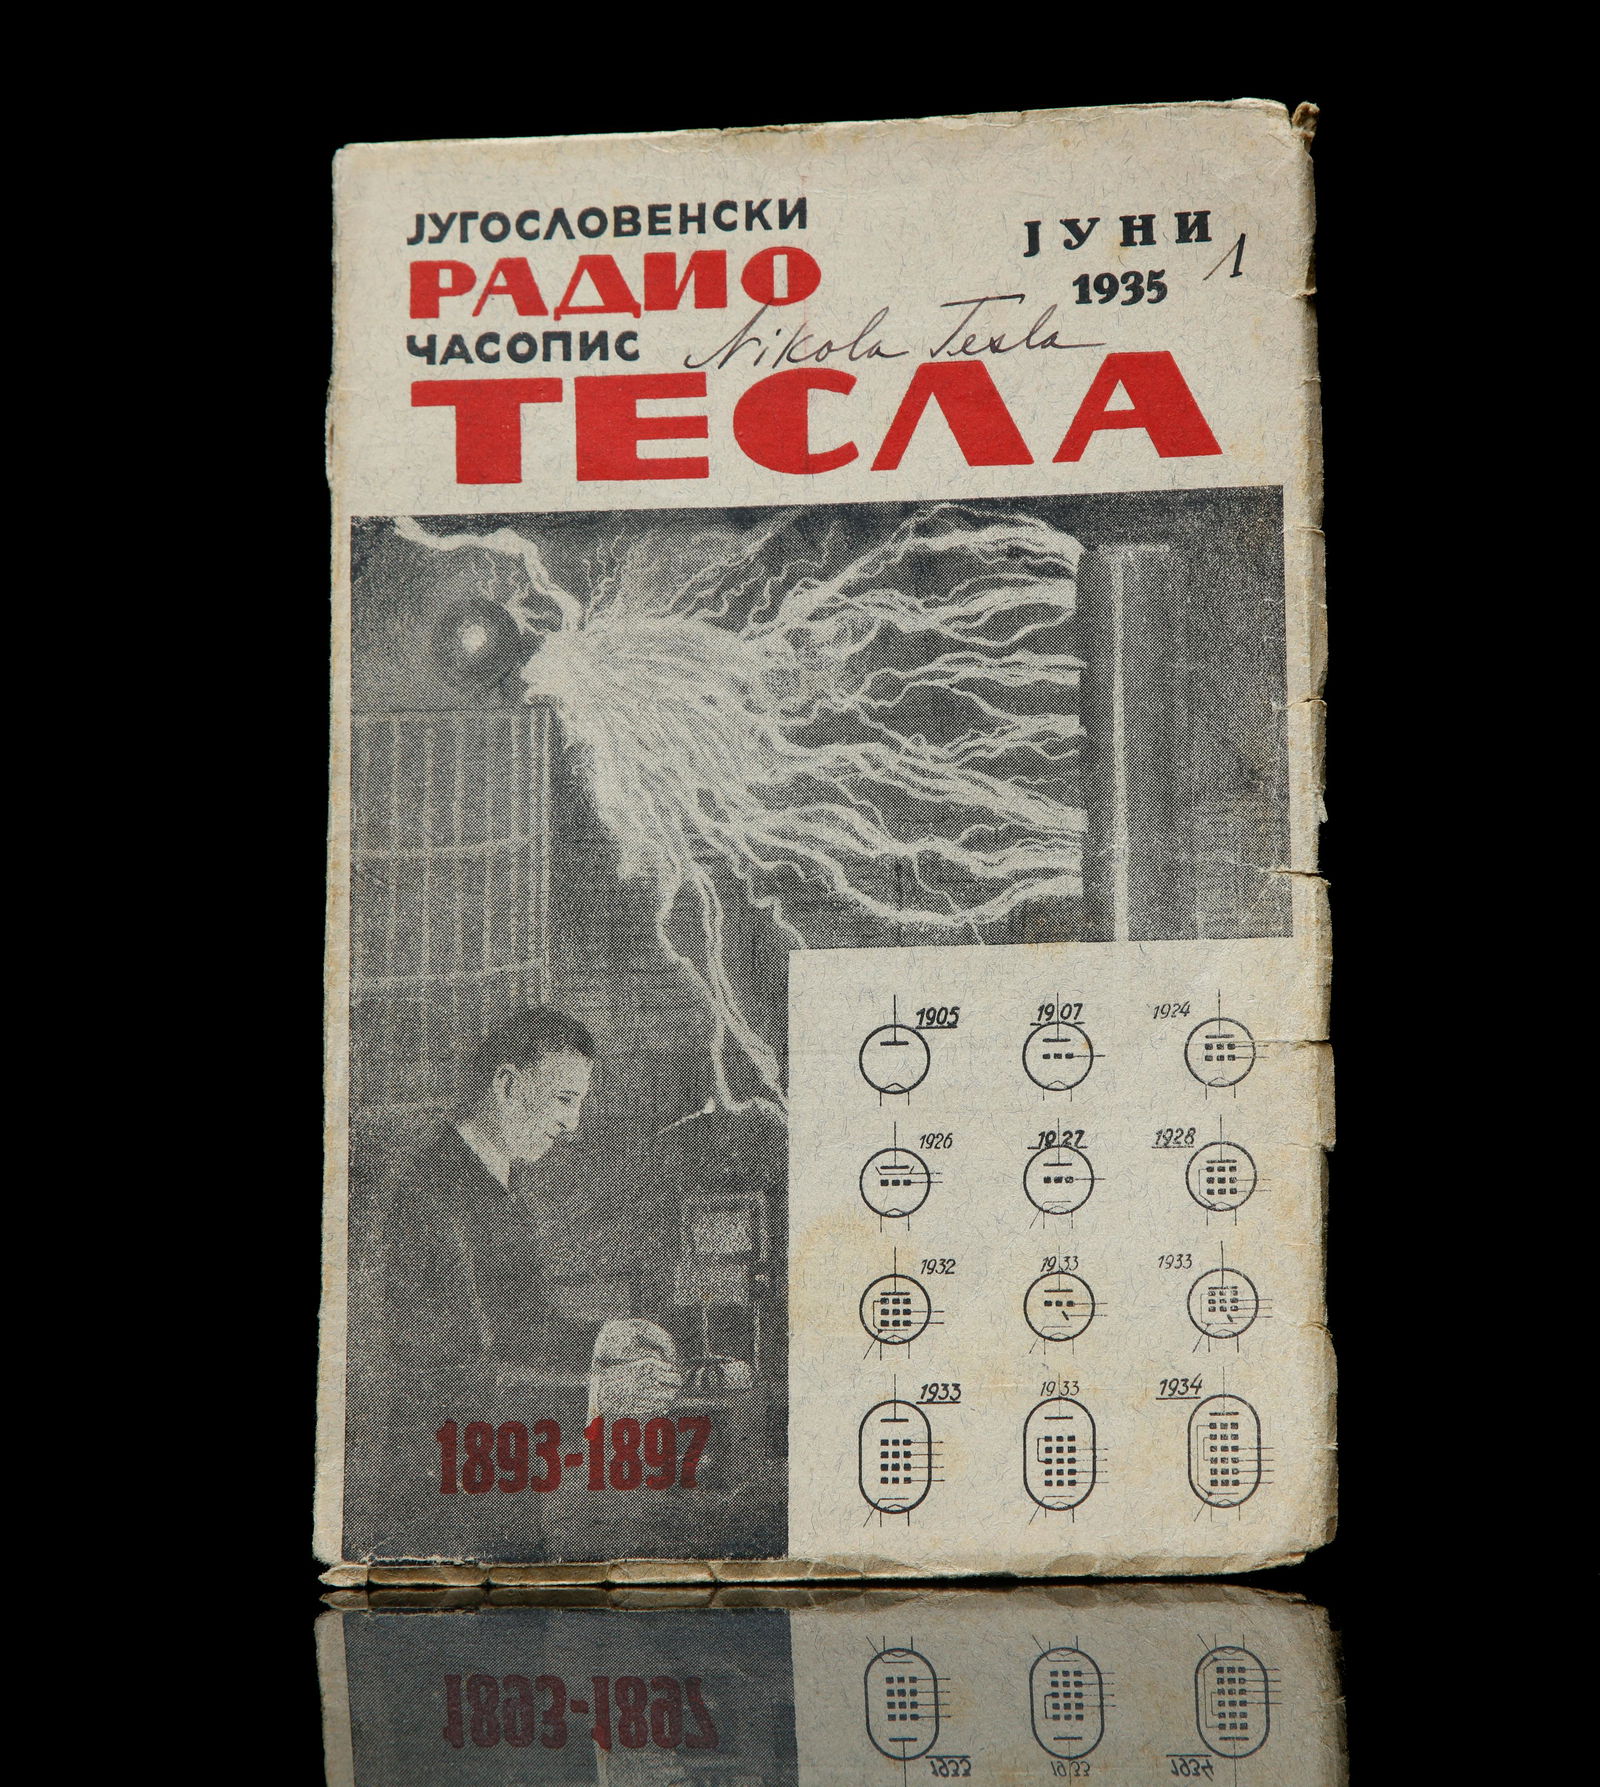 ЈУГОСЛОВЕНСКИ
РАДИО
ЧАСОПИС
ТЕСЛА
ЈУНИ
1935
1
Nikola Tesla
1905 1907 1924
1926 1927 1928
1932 1933 1933
1933 1933 1934
1893-1897